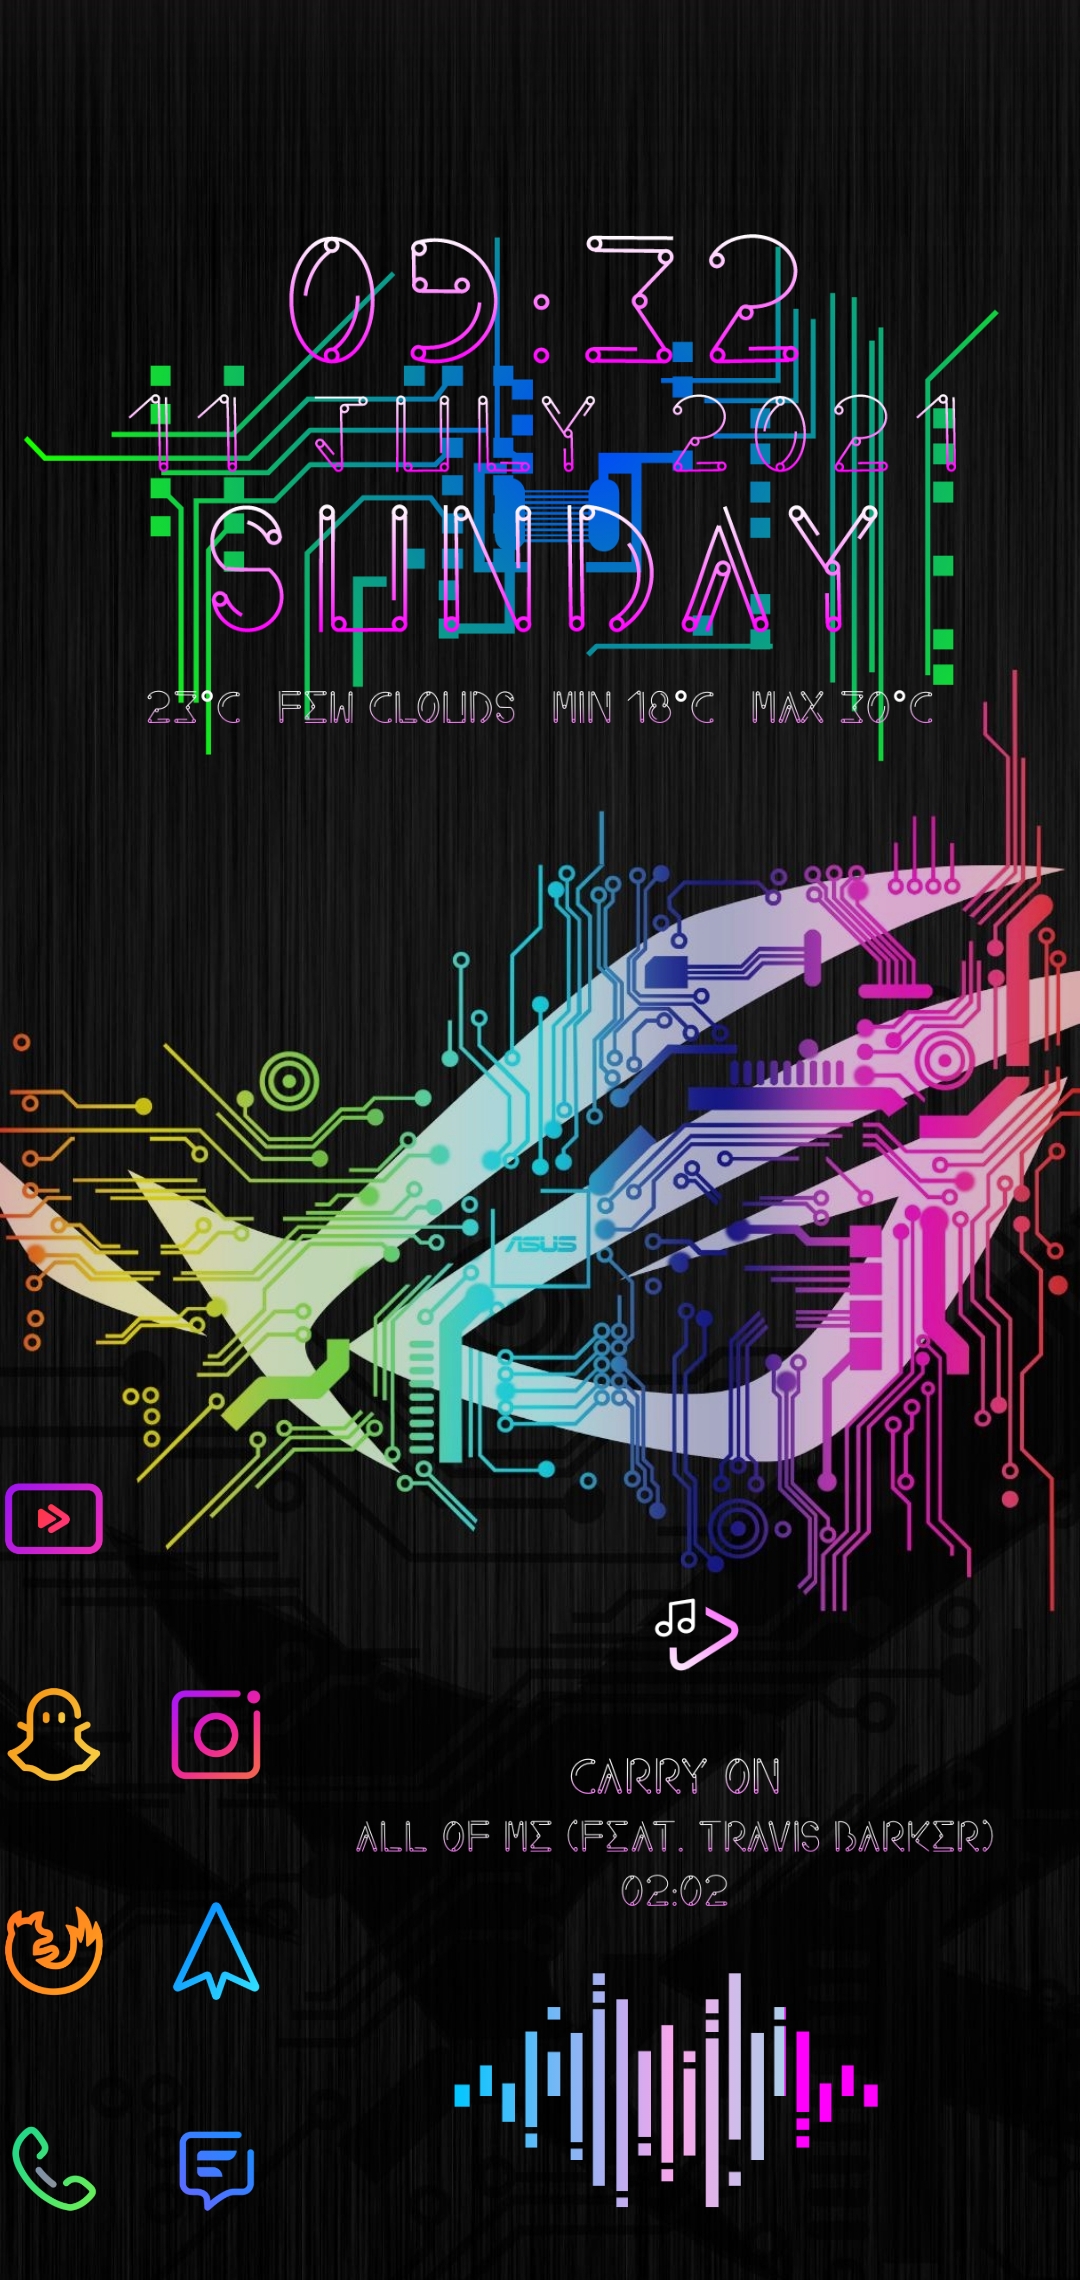 09:32
11 JULY 2021
SUNDAY
23°C FEW CLOUDS MIN 18°C MAX 30°C
ASUS
CARRY ON
ALL OF ME (FEAT. TRAVIS BARKER)
02:02